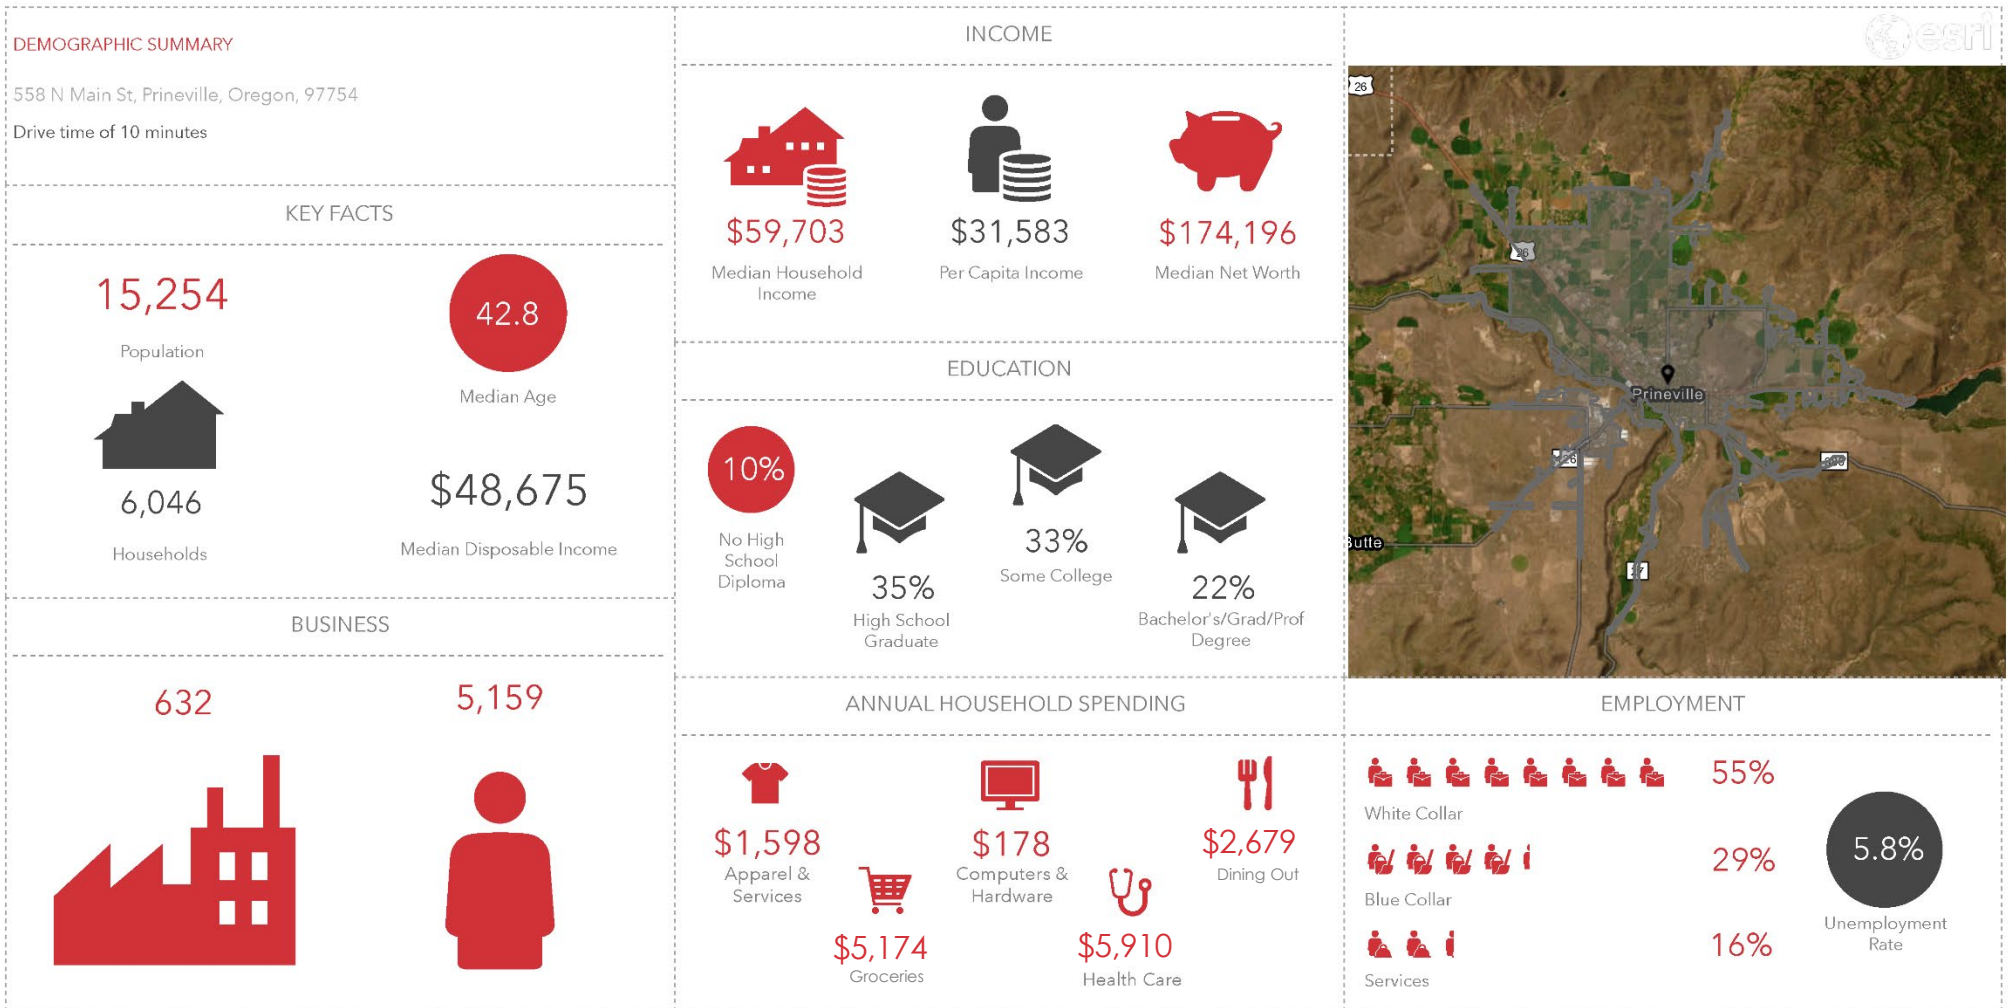 DEMOGRAPHIC SUMMARY
558 N Main St, Prineville, Oregon, 97754
Drive time of 10 minutes
KEY FACTS
15,254
Population
42.8
Median Age
6,046
Households
$48,675
Median Disposable Income
BUSINESS
632
5,159
INCOME
$59,703
Median Household
Income
$31,583
Per Capita Income
$174,196
Median Net Worth
EDUCATION
10%
No High
School
Diploma
35%
High School
Graduate
33%
Some College
22%
Bachelor's/Grad/Prof
Degree
ANNUAL HOUSEHOLD SPENDING
$1,598
Apparel &
Services
$5,174
Groceries
$178
Computers &
Hardware
$5,910
Health Care
$2,679
Dining Out
esri
26
26
Prineville
Butte
EMPLOYMENT
55%
White Collar
29%
Blue Collar
16%
Services
5.8%
Unemployment
Rate